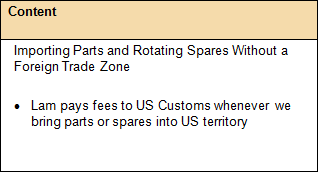 Content
Importing Parts and Rotating Spares Without a
Foreign Trade Zone
• Lam pays fees to US Customs whenever we
bring parts or spares into US territory